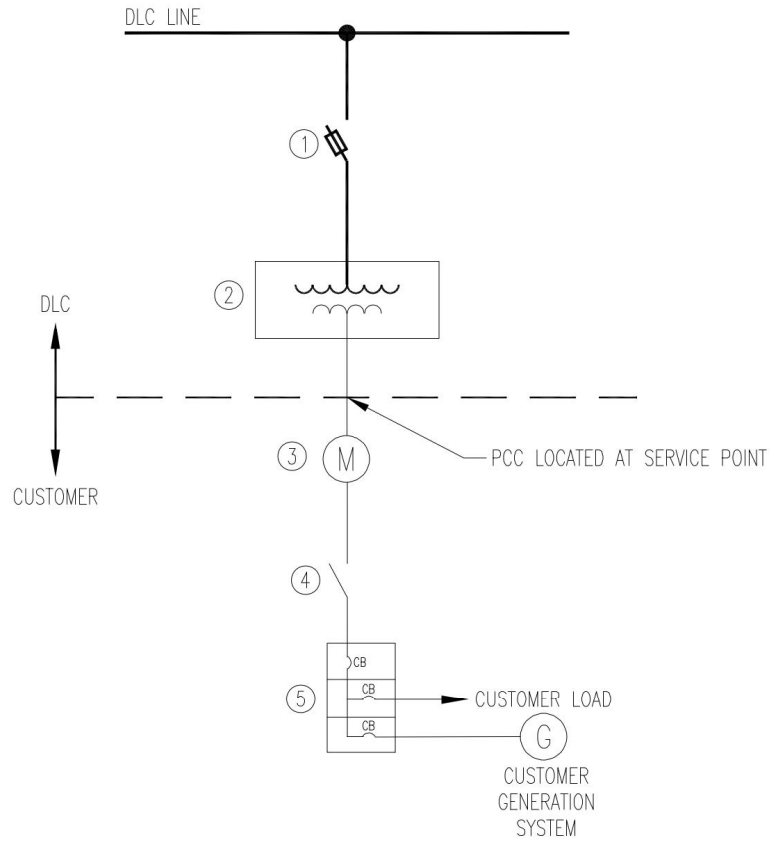 DLC LINE
1
2
DLC
3
M
PCC LOCATED AT SERVICE POINT
CUSTOMER
4
CB
5
CB
CUSTOMER LOAD
CB
G
CUSTOMER
GENERATION
SYSTEM